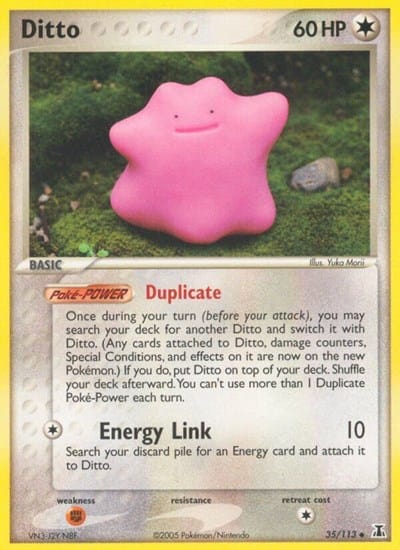 Ditto 60 HP
BASIC Illus. Yuka Morii
Poké-POWER Duplicate
Once during your turn (before your attack), you may
search your deck for another Ditto and switch it with
Ditto. (Any cards attached to Ditto, damage counters,
Special Conditions, and effects on it are now on the new
Pokémon.) If you do, put Ditto on top of your deck. Shuffle
your deck afterward. You can't use more than 1 Duplicate
Poké-Power each turn.
Energy Link 10
Search your discard pile for an Energy card and attach it
to Ditto.
weakness resistance retreat cost
VN3-J2Y-N8F ©2005 Pokémon/Nintendo 35/113